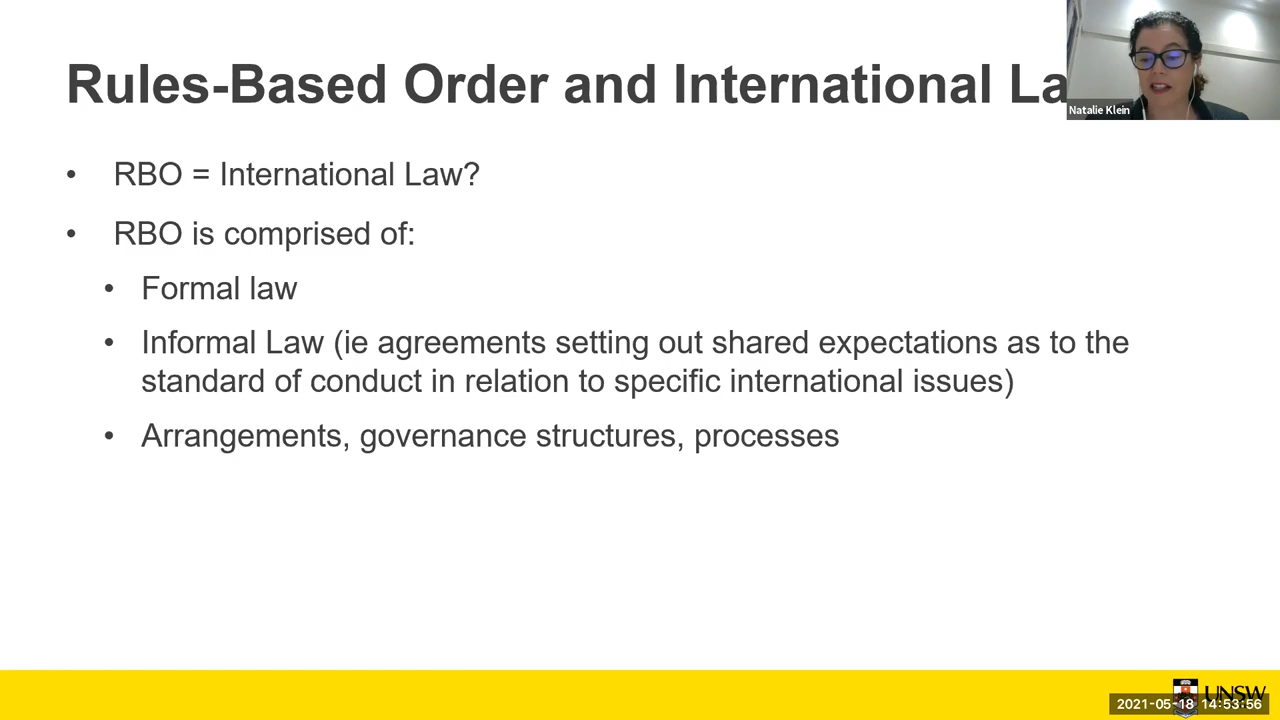 Rules-Based Order and International La
Natalie Klein
• RBO = International Law?
• RBO is comprised of:
• Formal law
• Informal Law (ie agreements setting out shared expectations as to the
standard of conduct in relation to specific international issues)
• Arrangements, governance structures, processes
UNSW
2021-05-18 14:53:56